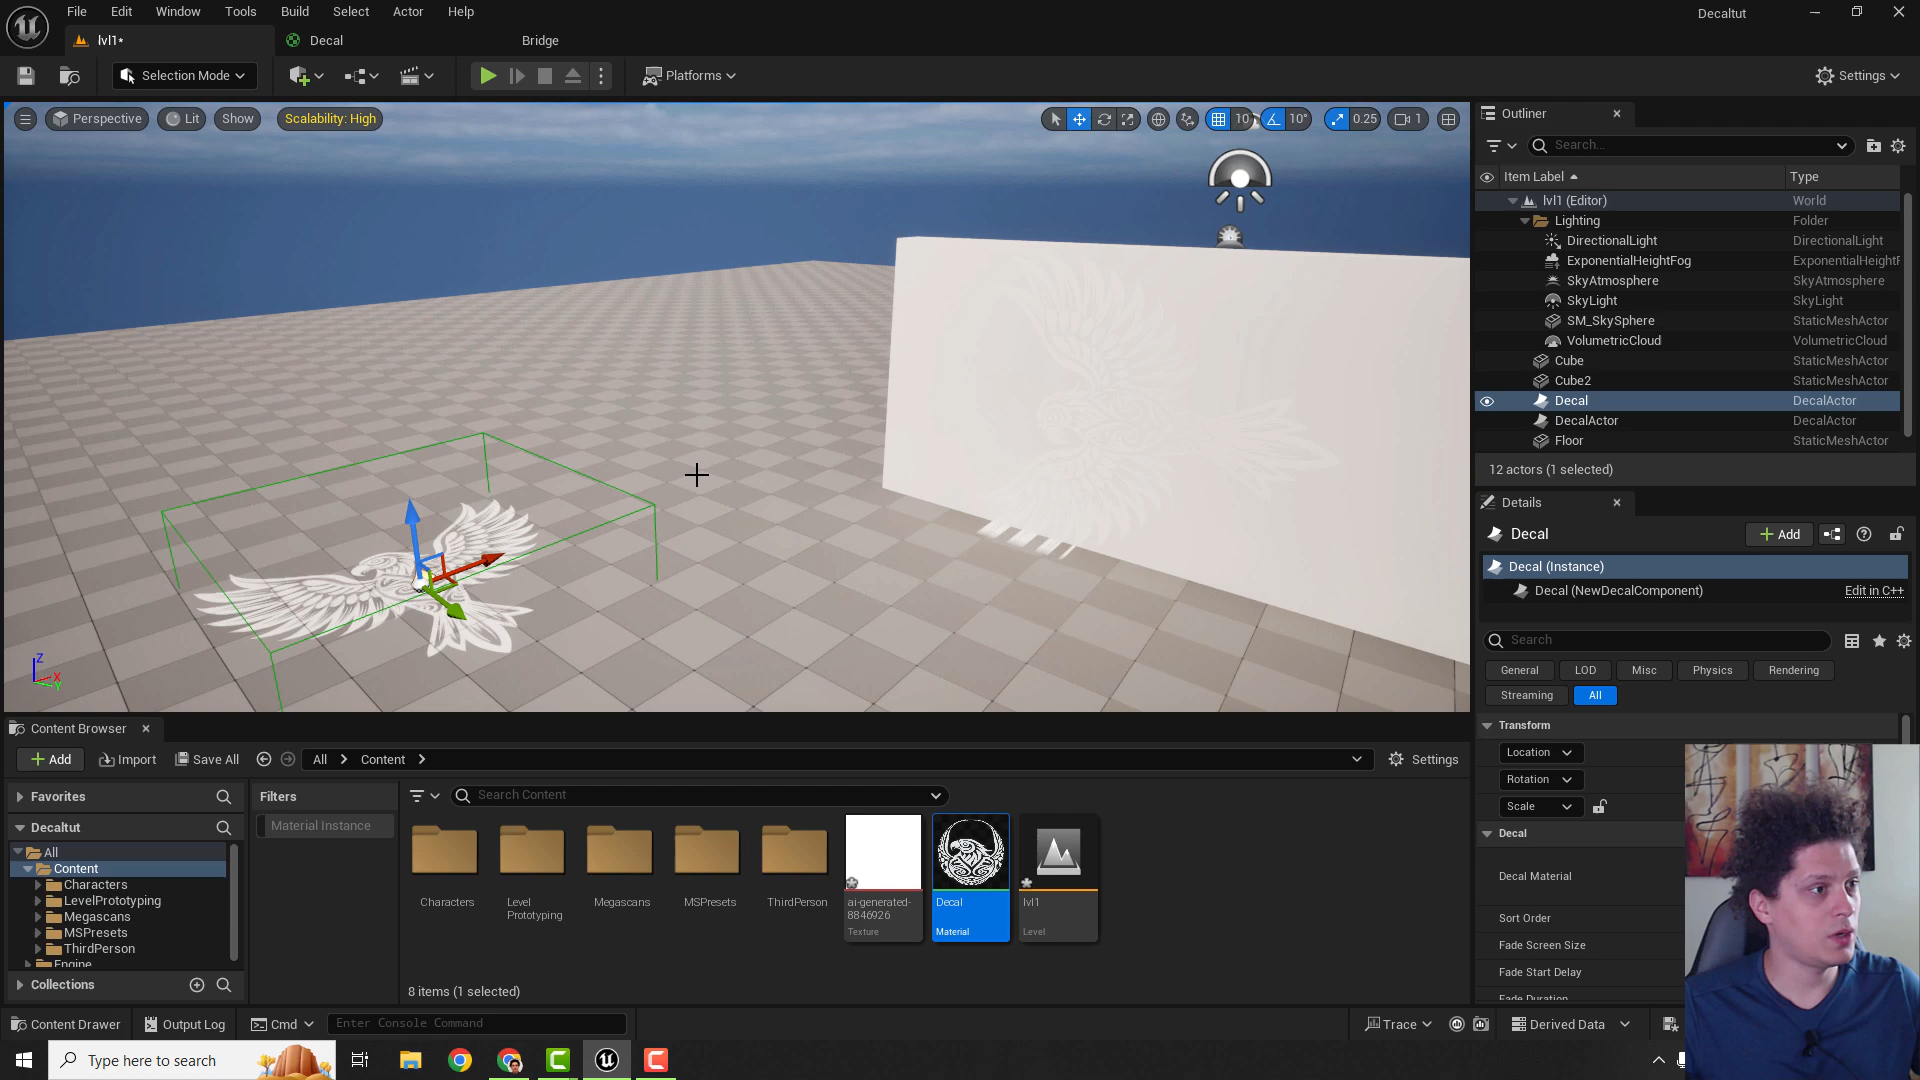 File Edit Window Tools Build Select Actor Help
Decaltut
lvl1*
Decal
Bridge
Selection Mode
Platforms
Settings
Perspective
Lit
Show
Scalability: High
10
10°
0.25
1
Outliner
Search...
Item Label
Type
lvl1 (Editor) World
Lighting Folder
DirectionalLight DirectionalLight
ExponentialHeightFog ExponentialHeightF
SkyAtmosphere SkyAtmosphere
SkyLight SkyLight
SM_SkySphere StaticMeshActor
VolumetricCloud VolumetricCloud
Cube StaticMeshActor
Cube2 StaticMeshActor
Decal DecalActor
DecalActor DecalActor
Floor StaticMeshActor
12 actors (1 selected)
Details
Decal
Add
Decal (Instance)
Decal (NewDecalComponent) Edit in C++
Search
General LOD Misc Physics Rendering
Streaming All
Transform
Location
Rotation
Scale
Decal
Decal Material
Sort Order
Fade Screen Size
Fade Start Delay
Fade Duration
Z
X
Y
Content Browser
Add Import Save All All Content Settings
Favorites
Decaltut
All
Content
Characters
LevelPrototyping
Megascans
MSPresets
ThirdPerson
Engine
Collections
Filters
Material Instance
Search Content
Characters
Level
Prototyping
Megascans
MSPresets
ThirdPerson
ai-generated-
8846926
Texture
Decal
Material
lvl1
Level
8 items (1 selected)
Content Drawer Output Log Cmd Enter Console Command Trace Derived Data
Type here to search